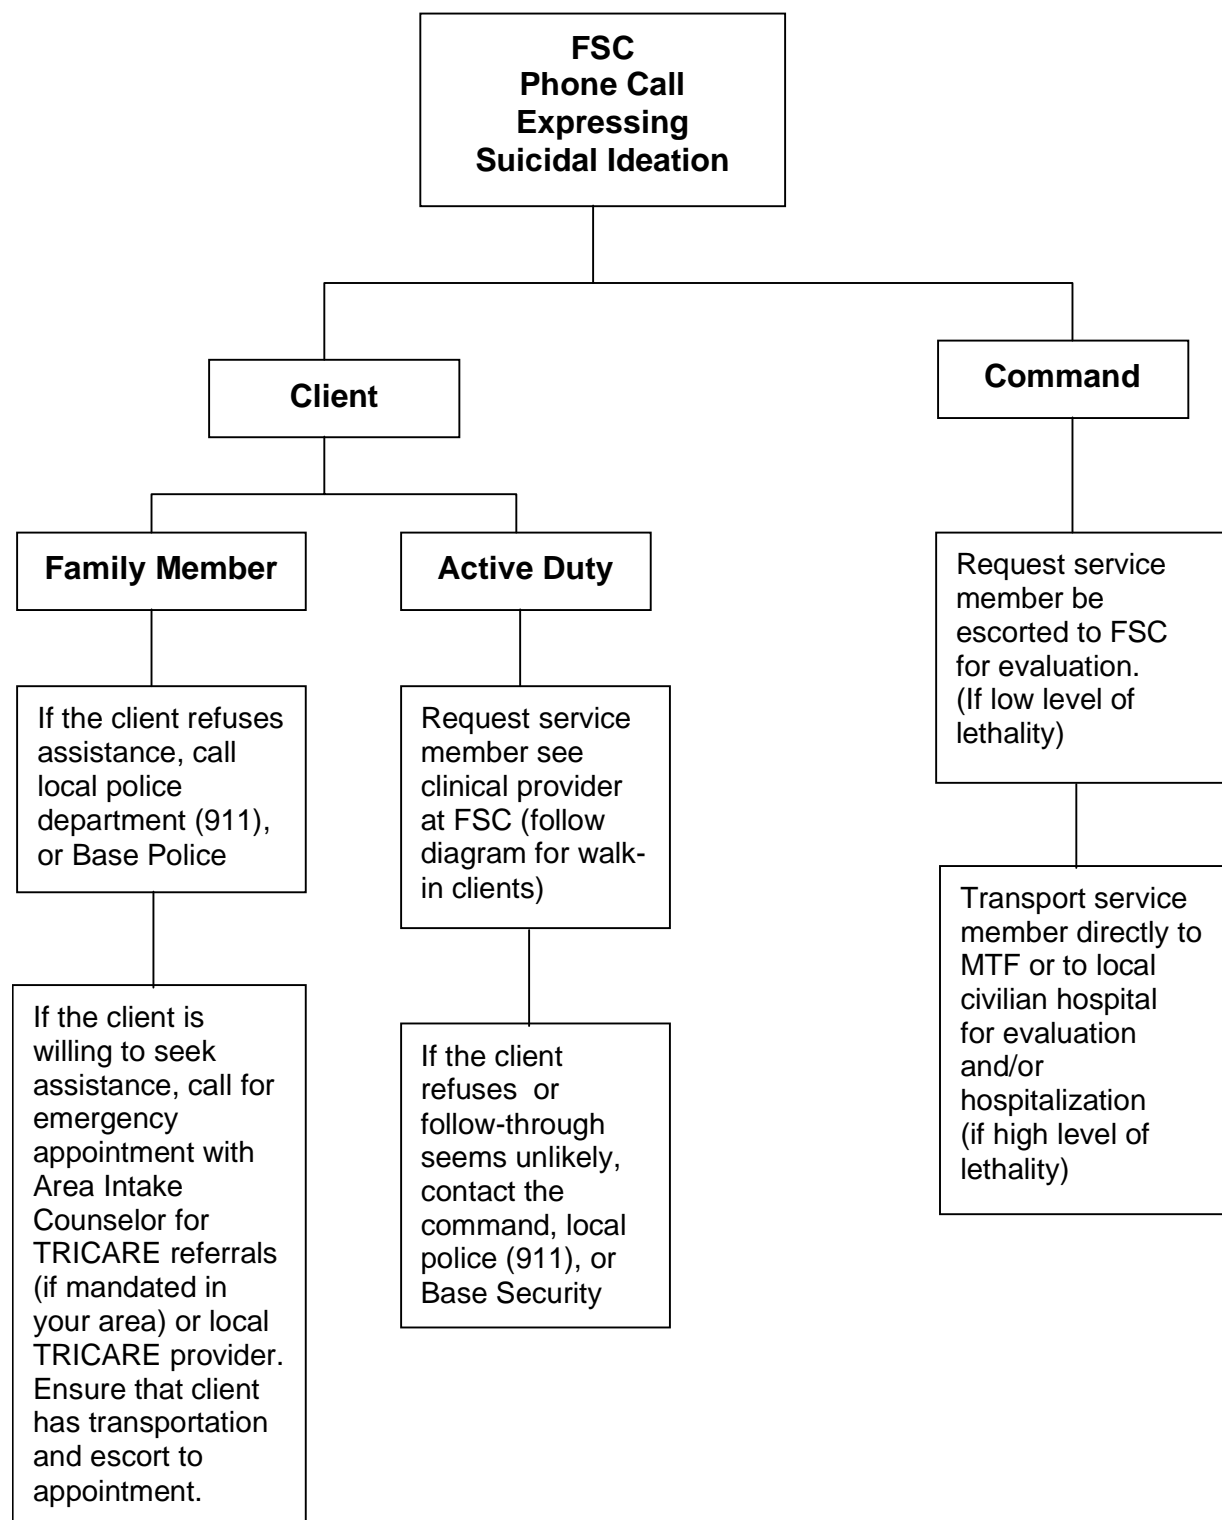 FSC
Phone Call
Expressing
Suicidal Ideation
Client
Command
Family Member
Active Duty
If the client refuses
assistance, call
local police
department (911),
or Base Police
Request service
member see
clinical provider
at FSC (follow
diagram for walk-
in clients)
Request service
member be
escorted to FSC
for evaluation.
(If low level of
lethality)
If the client is
willing to seek
assistance, call for
emergency
appointment with
Area Intake
Counselor for
TRICARE referrals
(if mandated in
your area) or local
TRICARE provider.
Ensure that client
has transportation
and escort to
appointment.
If the client
refuses  or
follow-through
seems unlikely,
contact the
command, local
police (911), or
Base Security
Transport service
member directly to
MTF or to local
civilian hospital
for evaluation
and/or
hospitalization
(if high level of
lethality)